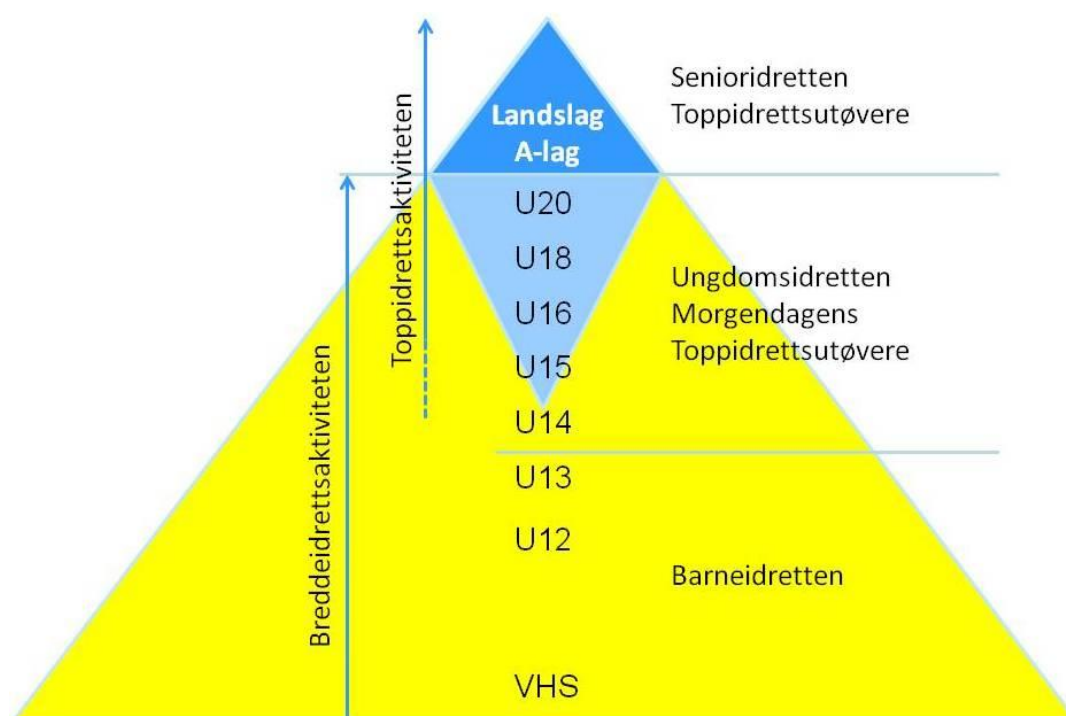 Senioridretten
Toppidrettsutøvere
Landslag
A-lag
Toppidrettsaktiviteten
U20
U18
U16
U15
U14
Ungdomsidretten
Morgendagens
Toppidrettsutøvere
Breddeidrettsaktiviteten
U13
U12
Barneidretten
VHS